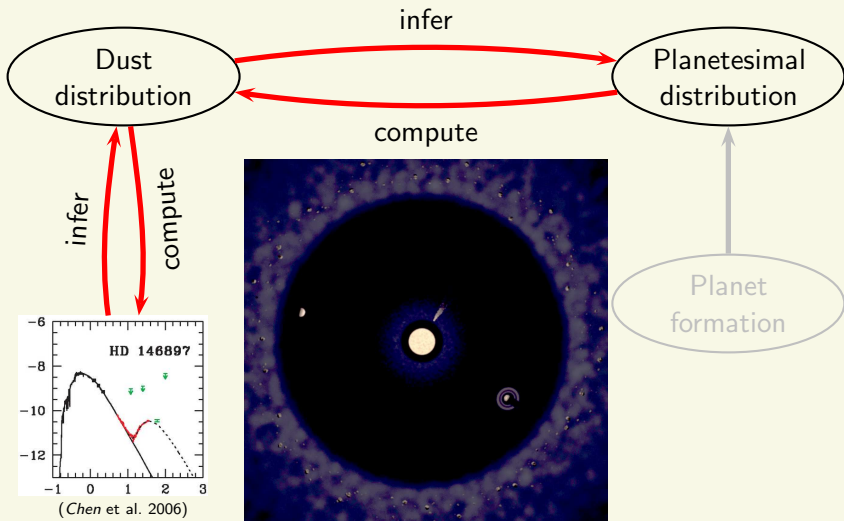 infer
Dust
distribution
Planetesimal
distribution
compute
infer
compute
Planet
formation
-6
-8
-10
-12
HD 146897
-1
0
1
2
3
(Chen et al. 2006)